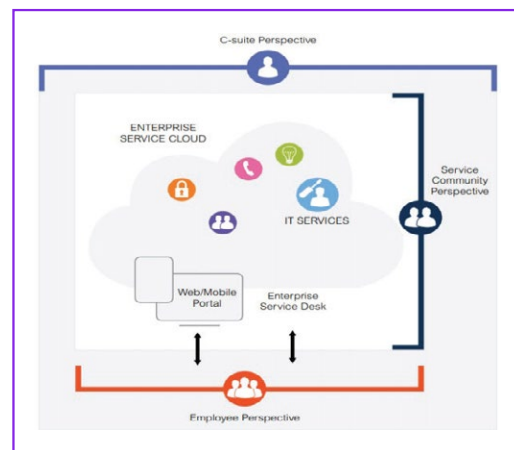 C-suite Perspective
ENTERPRISE
SERVICE CLOUD
Service
Community
Perspective
IT SERVICES
Web/Mobile
Portal
Enterprise
Service Desk
Employee Perspective